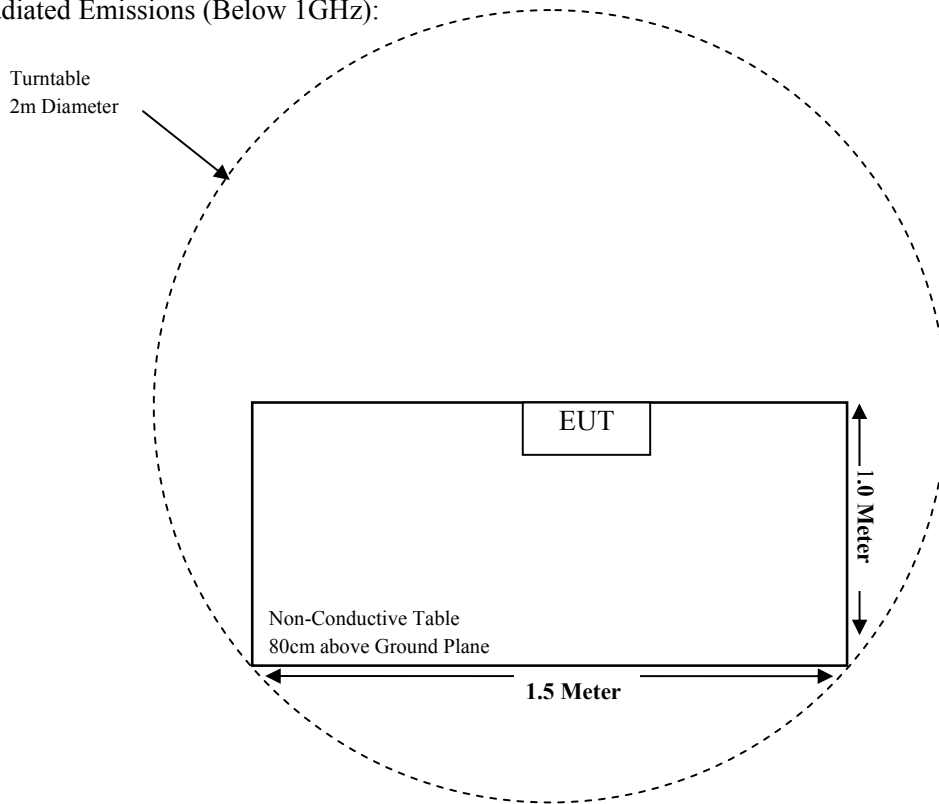 diated Emissions (Below 1GHz):
Turntable
2m Diameter
EUT
1.0 Meter
Non-Conductive Table
80cm above Ground Plane
1.5 Meter